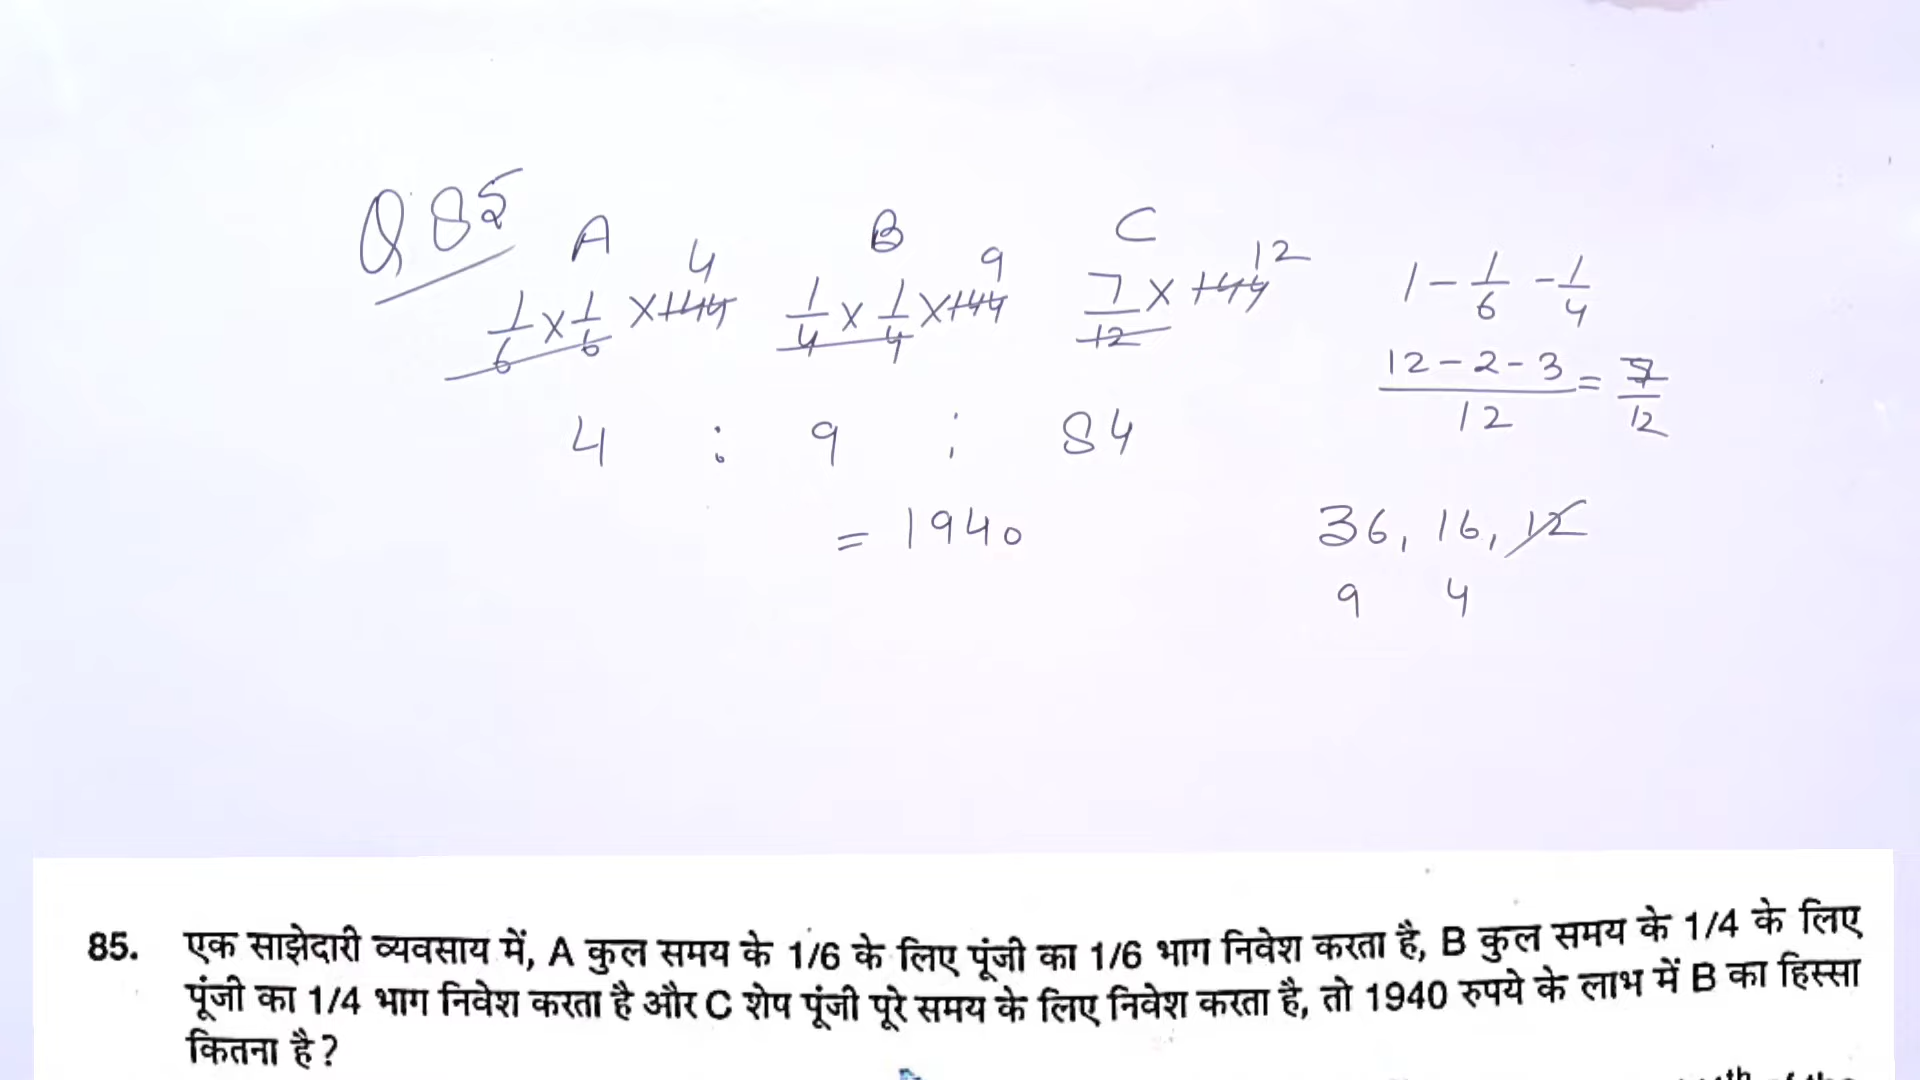 Q 85
A B C
1/6 × 1/6 × 144 4 1/4 × 1/4 × 144 9 7/12 × 144 12 1 - 1/6 - 1/4
12 - 2 - 3 / 12 = 7/12
4 : 9 : 84
= 1940 36, 16, 12
9 4
85. एक साझेदारी व्यवसाय में, A कुल समय के 1/6 के लिए पूंजी का 1/6 भाग निवेश करता है, B कुल समय के 1/4 के लिए
पूंजी का 1/4 भाग निवेश करता है और C शेष पूंजी पूरे समय के लिए निवेश करता है, तो 1940 रुपये के लाभ में B का हिस्सा
कितना है?